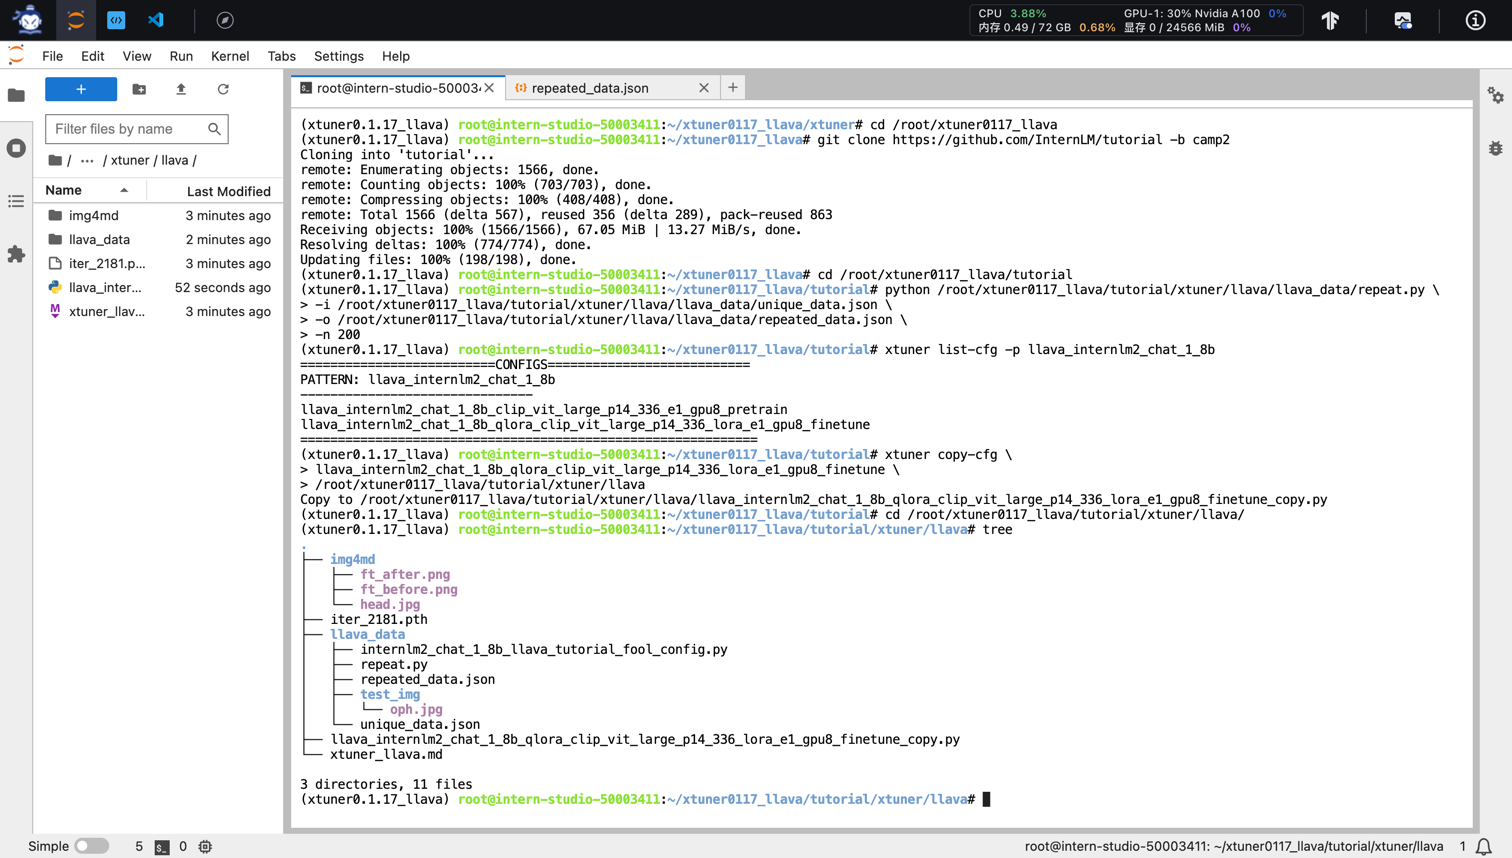 CPU 3.88% GPU-1: 30% Nvidia A100 0%
内存 0.49 / 72 GB 0.68% 显存 0 / 24566 MiB 0%
File Edit View Run Kernel Tabs Settings Help
root@intern-studio-50003
repeated_data.json
Filter files by name
/ ··· / xtuner / llava /
Name Last Modified
img4md 3 minutes ago
llava_data 2 minutes ago
iter_2181.p... 3 minutes ago
llava_inter... 52 seconds ago
xtuner_llav... 3 minutes ago
(xtuner0.1.17_llava) root@intern-studio-50003411:~/xtuner0117_llava/xtuner# cd /root/xtuner0117_llava
(xtuner0.1.17_llava) root@intern-studio-50003411:~/xtuner0117_llava# git clone https://github.com/InternLM/tutorial -b camp2
Cloning into 'tutorial'...
remote: Enumerating objects: 1566, done.
remote: Counting objects: 100% (703/703), done.
remote: Compressing objects: 100% (408/408), done.
remote: Total 1566 (delta 567), reused 356 (delta 289), pack-reused 863
Receiving objects: 100% (1566/1566), 67.05 MiB | 13.27 MiB/s, done.
Resolving deltas: 100% (774/774), done.
Updating files: 100% (198/198), done.
(xtuner0.1.17_llava) root@intern-studio-50003411:~/xtuner0117_llava# cd /root/xtuner0117_llava/tutorial
(xtuner0.1.17_llava) root@intern-studio-50003411:~/xtuner0117_llava/tutorial# python /root/xtuner0117_llava/tutorial/xtuner/llava/llava_data/repeat.py \
> -i /root/xtuner0117_llava/tutorial/xtuner/llava/llava_data/unique_data.json \
> -o /root/xtuner0117_llava/tutorial/xtuner/llava/llava_data/repeated_data.json \
> -n 200
(xtuner0.1.17_llava) root@intern-studio-50003411:~/xtuner0117_llava/tutorial# xtuner list-cfg -p llava_internlm2_chat_1_8b
==========================CONFIGS===========================
PATTERN: llava_internlm2_chat_1_8b
-------------------------------
llava_internlm2_chat_1_8b_clip_vit_large_p14_336_e1_gpu8_pretrain
llava_internlm2_chat_1_8b_qlora_clip_vit_large_p14_336_lora_e1_gpu8_finetune
=============================================================
(xtuner0.1.17_llava) root@intern-studio-50003411:~/xtuner0117_llava/tutorial# xtuner copy-cfg \
> llava_internlm2_chat_1_8b_qlora_clip_vit_large_p14_336_lora_e1_gpu8_finetune \
> /root/xtuner0117_llava/tutorial/xtuner/llava
Copy to /root/xtuner0117_llava/tutorial/xtuner/llava/llava_internlm2_chat_1_8b_qlora_clip_vit_large_p14_336_lora_e1_gpu8_finetune_copy.py
(xtuner0.1.17_llava) root@intern-studio-50003411:~/xtuner0117_llava/tutorial# cd /root/xtuner0117_llava/tutorial/xtuner/llava/
(xtuner0.1.17_llava) root@intern-studio-50003411:~/xtuner0117_llava/tutorial/xtuner/llava# tree
.
├── img4md
│   ├── ft_after.png
│   ├── ft_before.png
│   └── head.jpg
├── iter_2181.pth
├── llava_data
│   ├── internlm2_chat_1_8b_llava_tutorial_fool_config.py
│   ├── repeat.py
│   ├── repeated_data.json
│   ├── test_img
│   │   └── oph.jpg
│   └── unique_data.json
├── llava_internlm2_chat_1_8b_qlora_clip_vit_large_p14_336_lora_e1_gpu8_finetune_copy.py
└── xtuner_llava.md
3 directories, 11 files
(xtuner0.1.17_llava) root@intern-studio-50003411:~/xtuner0117_llava/tutorial/xtuner/llava#
Simple 5 0 root@intern-studio-50003411: ~/xtuner0117_llava/tutorial/xtuner/llava 1